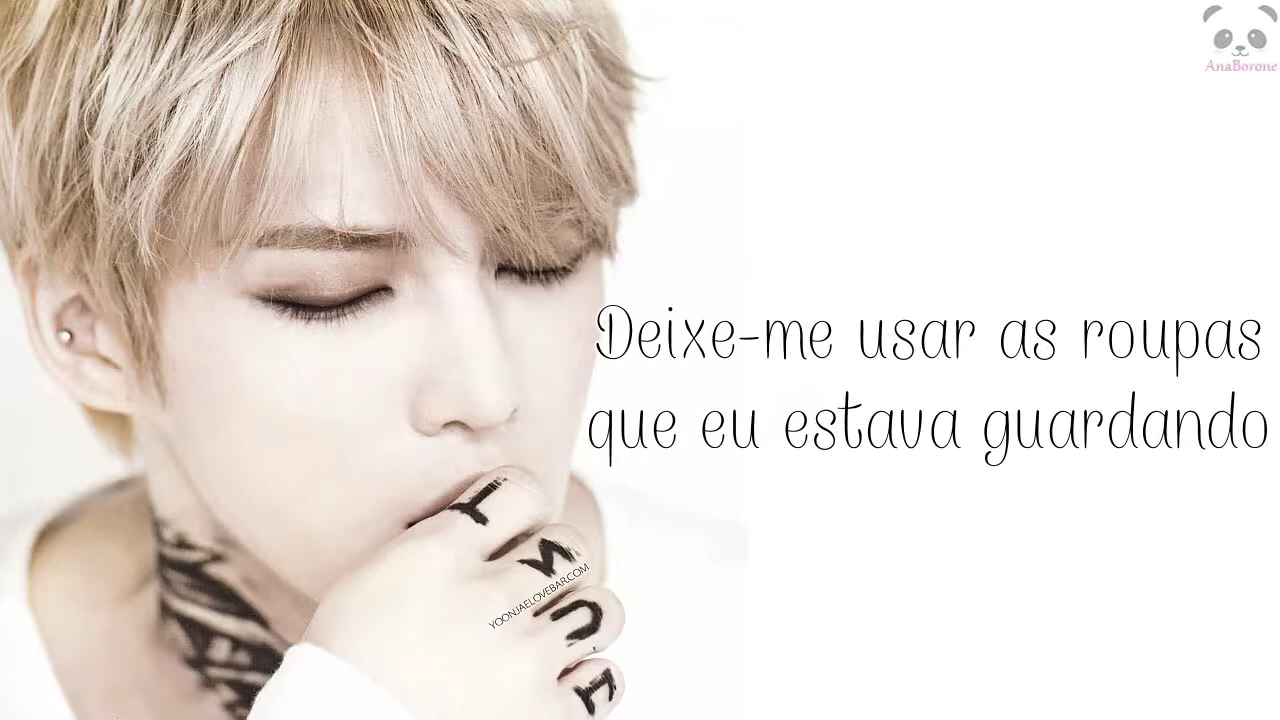 AnaBorone
Deixe-me usar as roupas
que eu estava guardando
YOONJAELOVEBAR.COM